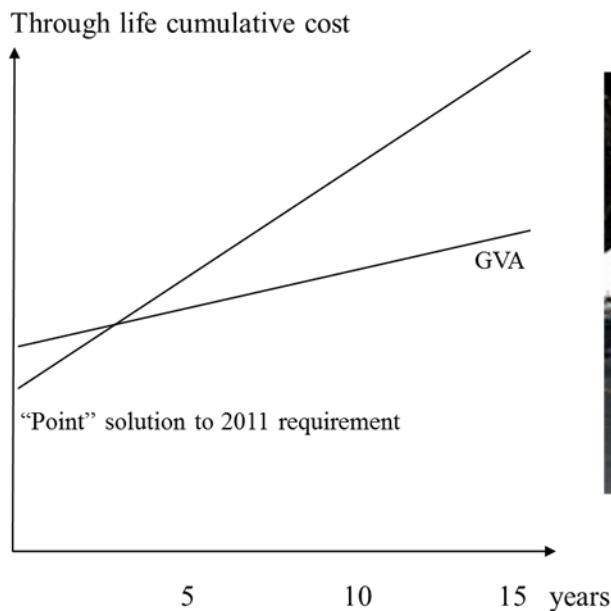 Through life cumulative cost
GVA
“Point” solution to 2011 requirement
5 10 15 years